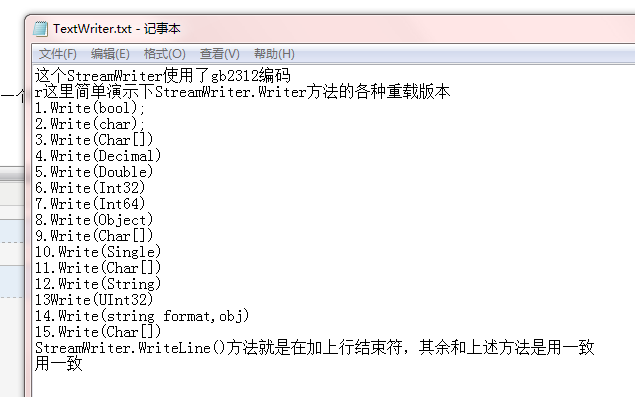 TextWriter.txt - 记事本
文件(F) 编辑(E) 格式(O) 查看(V) 帮助(H)
一个
这个StreamWriter使用了gb2312编码
r这里简单演示下StreamWriter.Writer方法的各种重载版本
1.Write(bool);
2.Write(char);
3.Write(Char[])
4.Write(Decimal)
5.Write(Double)
6.Write(Int32)
7.Write(Int64)
8.Write(Object)
9.Write(Char[])
10.Write(Single)
11.Write(Char[])
12.Write(String)
13Write(UInt32)
14.Write(string format,obj)
15.Write(Char[])
StreamWriter.WriteLine()方法就是在加上行结束符，其余和上述方法是用一致
用一致